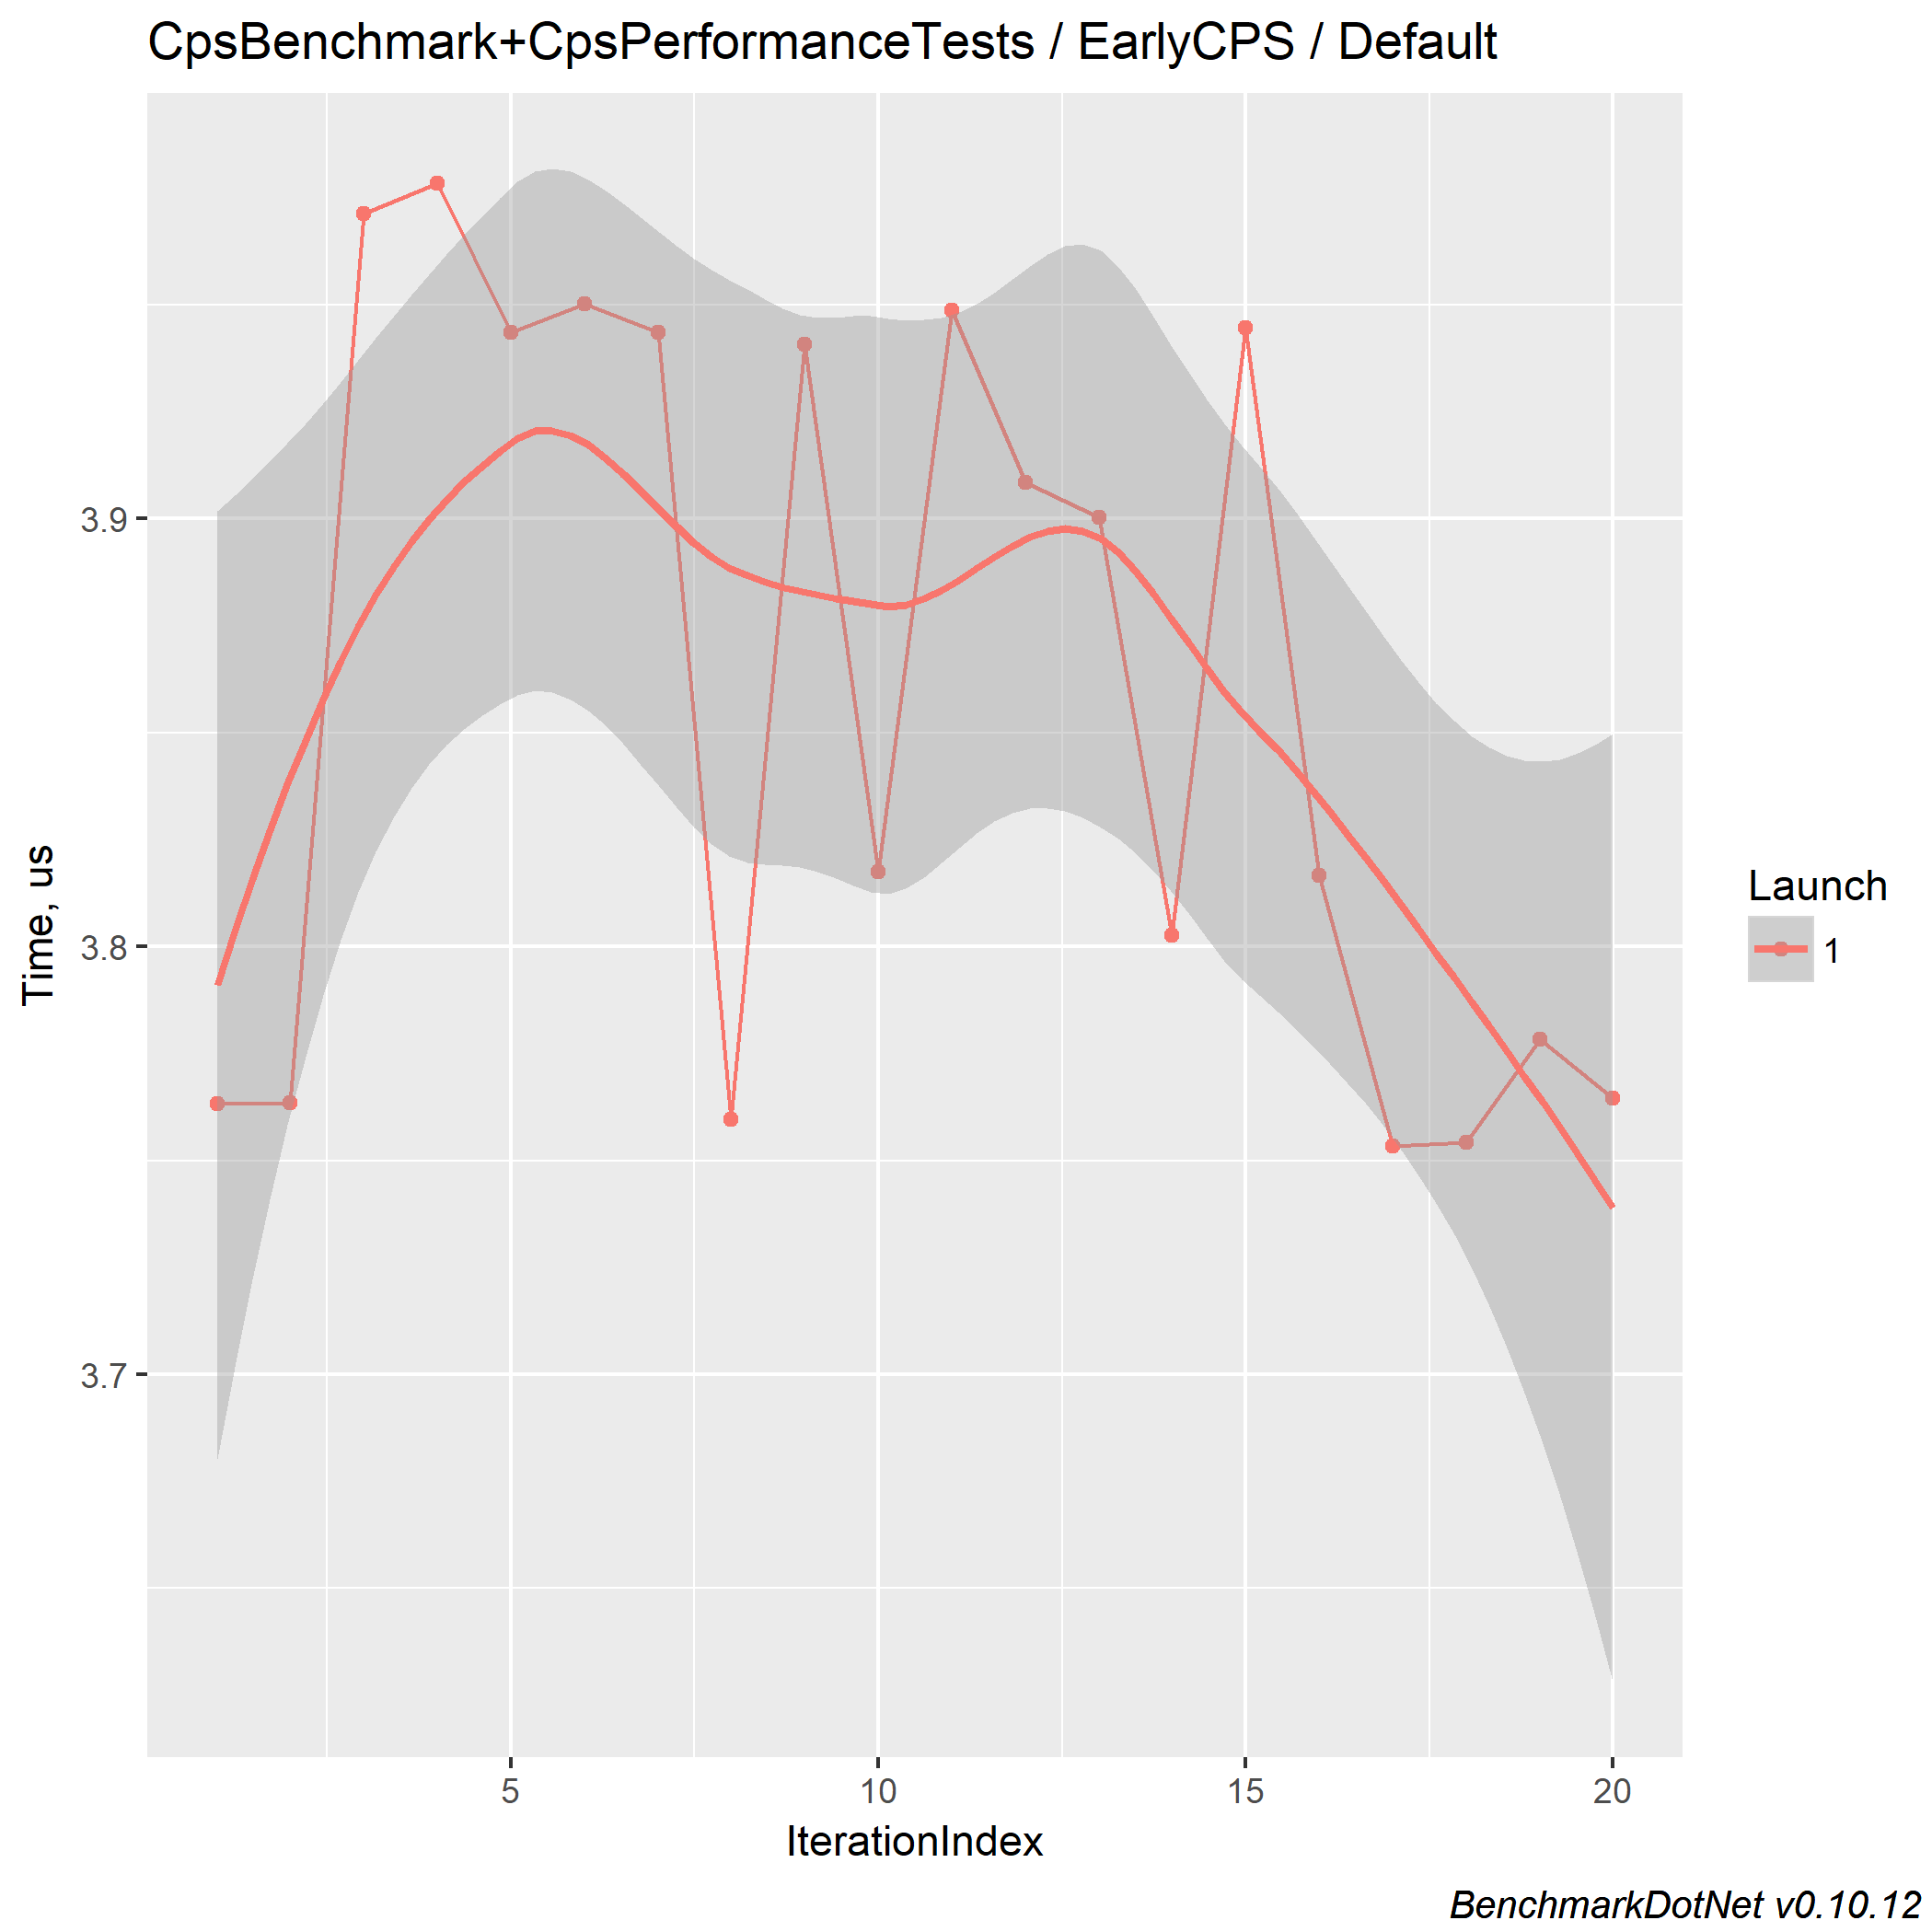 CpsBenchmark+CpsPerformanceTests / EarlyCPS / Default
Time, us
3.9
3.8
3.7
5 10 15 20
IterationIndex
Launch
1
BenchmarkDotNet v0.10.12